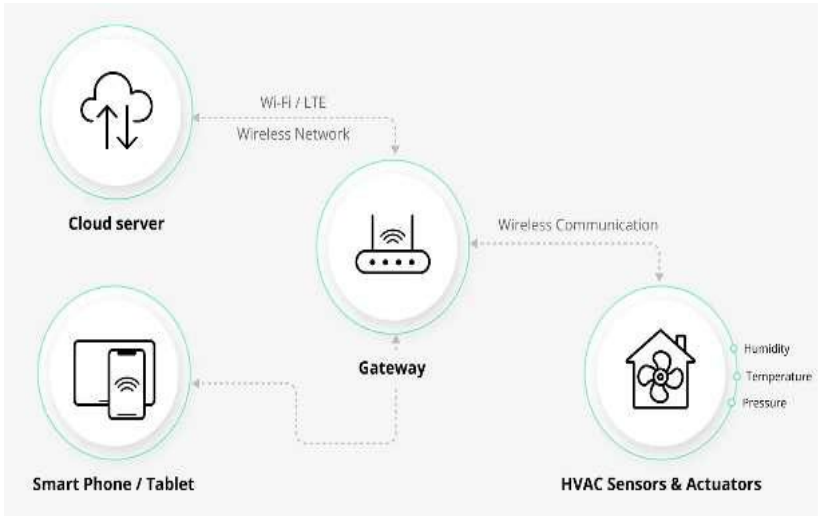 Wi-Fi / LTE
Wireless Network
Cloud server
Wireless Communication
Gateway
Humidity
Temperature
Pressure
Smart Phone / Tablet
HVAC Sensors & Actuators